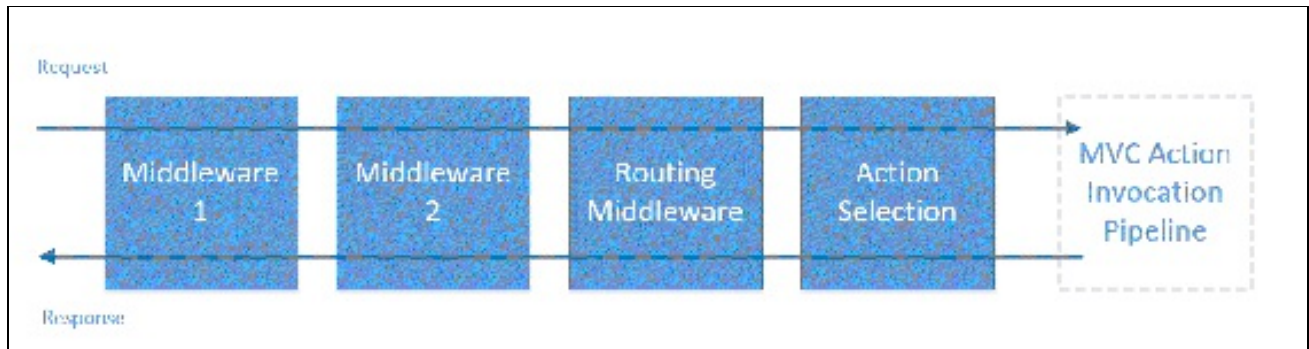 Request
Middleware
1
Middleware
2
Routing
Middleware
Action
Selection
MVC Action
Invocation
Pipeline
Response